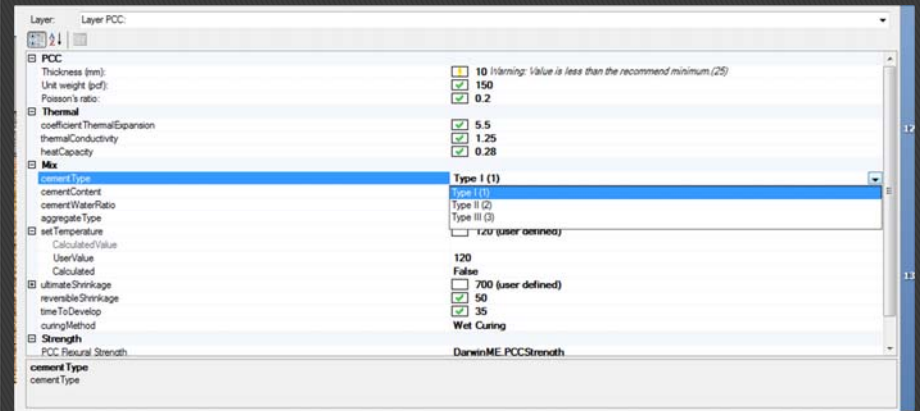 Layer: Layer PCC:
PCC
Thickness (mm): 10 Warning: Value is less than the recommend minimum.(25)
Unit weight (pcf): 150
Poisson's ratio: 0.2
Thermal
coefficientThermalExpansion 5.5
thermalConductivity 1.25
heatCapacity 0.28
Mix
cementType Type I (1)
cementContent Type I (1)
cementWaterRatio Type II (2)
aggregateType Type III (3)
setTemperature 120 (user defined)
CalculatedValue
UserValue 120
Calculated False
ultimateShrinkage 700 (user defined)
reversibleShrinkage 50
timeToDevelop 35
curingMethod Wet Curing
Strength
PCC Flexural Strength DarwinME.PCCStrength
cementType
cementType
12
13